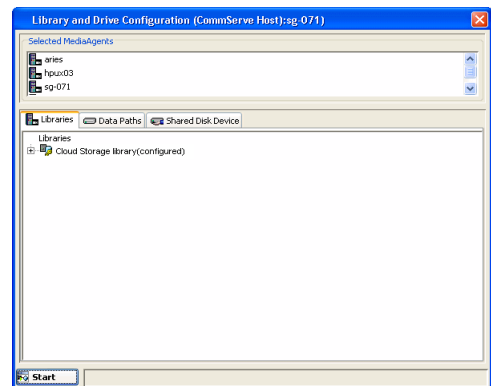 Library and Drive Configuration (CommServe Host):sg-071)
Selected MediaAgents
aries
hpux03
sg-071
Libraries Data Paths Shared Disk Device
Libraries
Cloud Storage library(configured)
Start